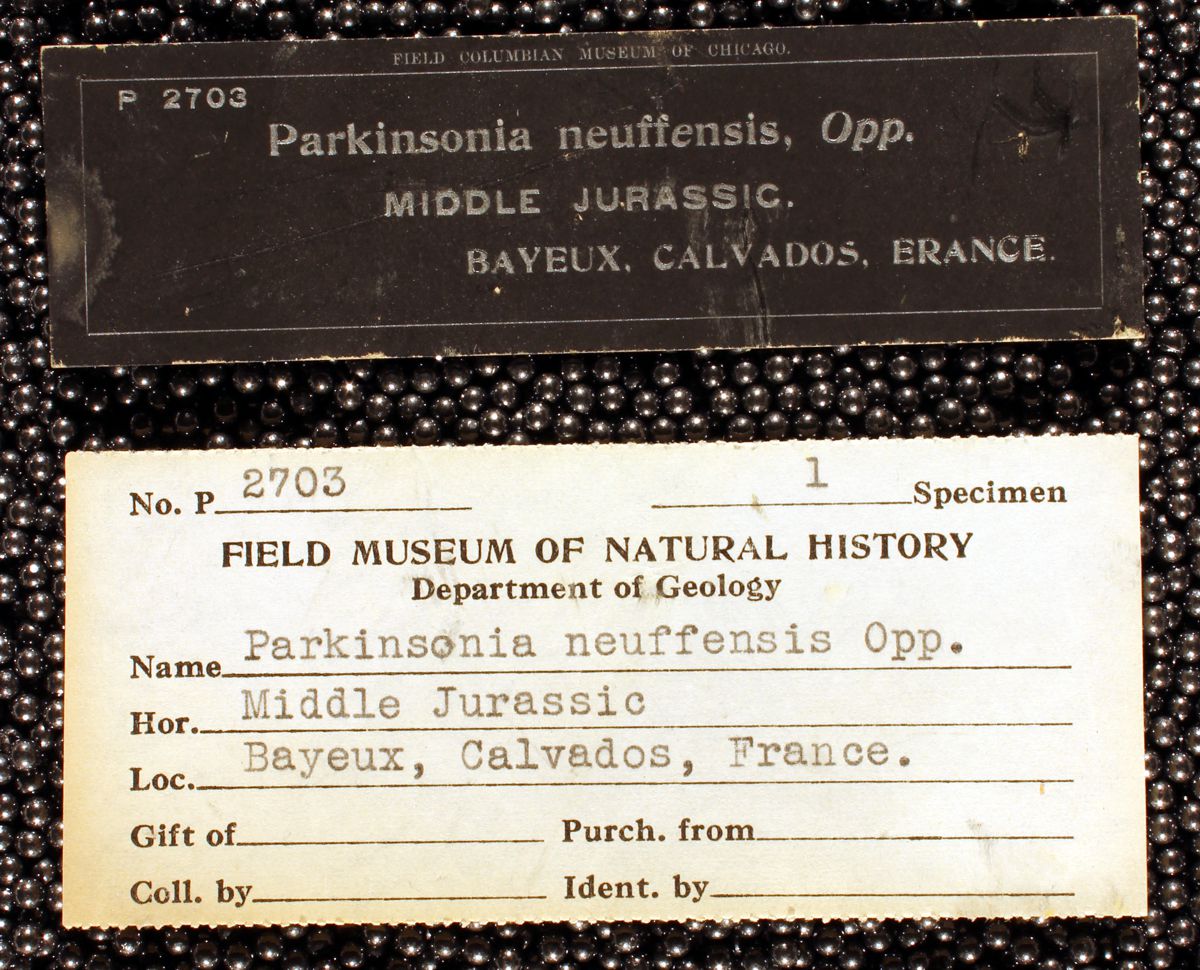 FIELD COLUMBIAN MUSEUM OF CHICAGO.
P 2703
Parkinsonia neuffensis, Opp.
MIDDLE JURASSIC.
BAYEUX, CALVADOS, ERANCE.
No. P 2703 1 Specimen
FIELD MUSEUM OF NATURAL HISTORY
Department of Geology
Name Parkinsonia neuffensis Opp.
Hor. Middle Jurassic
Loc. Bayeux, Calvados, France.
Gift of Purch. from
Coll. by Ident. by